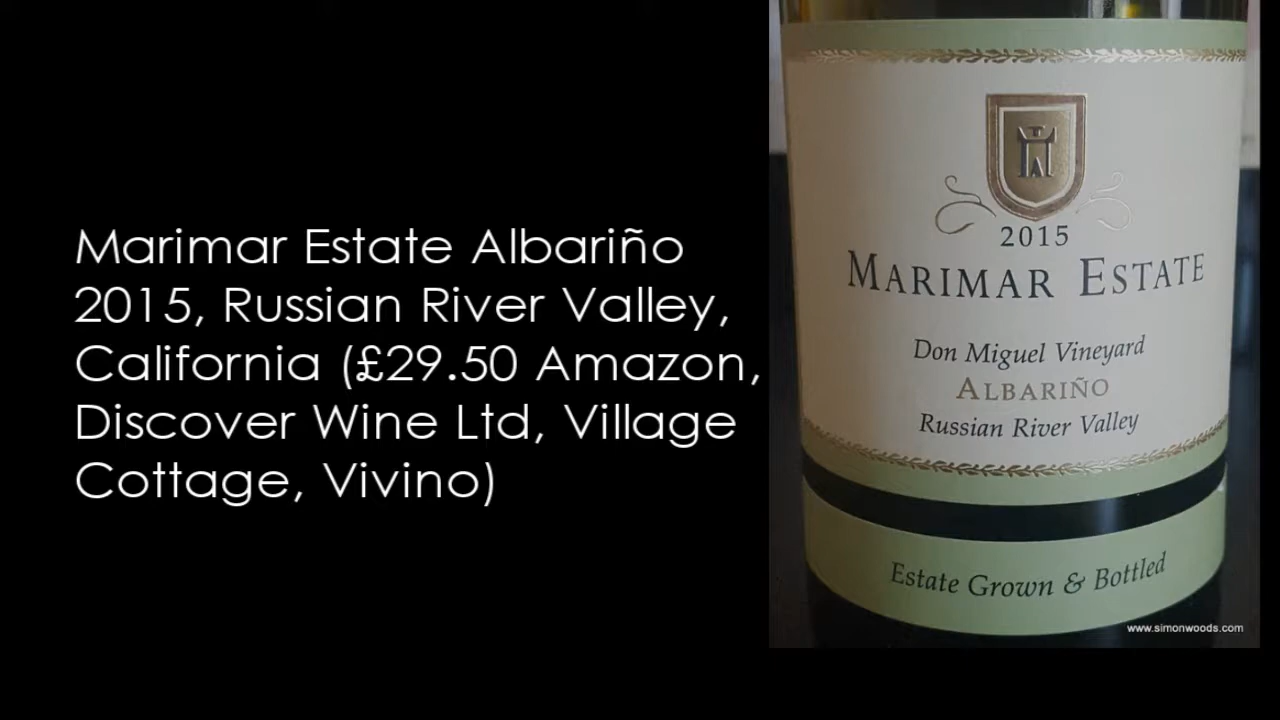 Marimar Estate Albariño
2015, Russian River Valley,
California (£29.50 Amazon,
Discover Wine Ltd, Village
Cottage, Vivino)
2015
MARIMAR ESTATE
Don Miguel Vineyard
ALBARIÑO
Russian River Valley
Estate Grown & Bottled
www.simonwoods.com